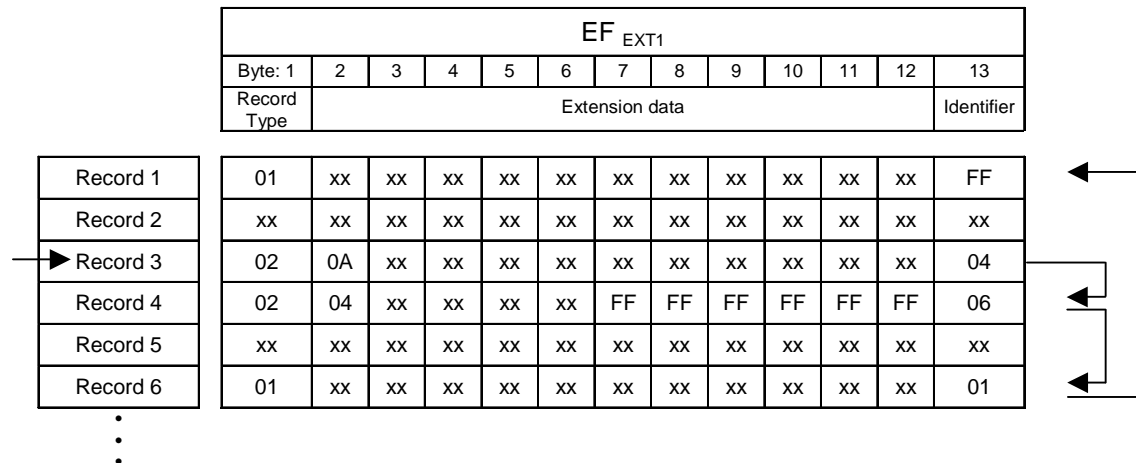 EF EXT1
Byte: 1 2 3 4 5 6 7 8 9 10 11 12 13
Record Type Extension data Identifier
Record 1 01 xx xx xx xx xx xx xx xx xx xx xx FF
Record 2 xx xx xx xx xx xx xx xx xx xx xx xx xx
Record 3 02 0A xx xx xx xx xx xx xx xx xx xx 04
Record 4 02 04 xx xx xx xx FF FF FF FF FF FF 06
Record 5 xx xx xx xx xx xx xx xx xx xx xx xx xx
Record 6 01 xx xx xx xx xx xx xx xx xx xx xx 01